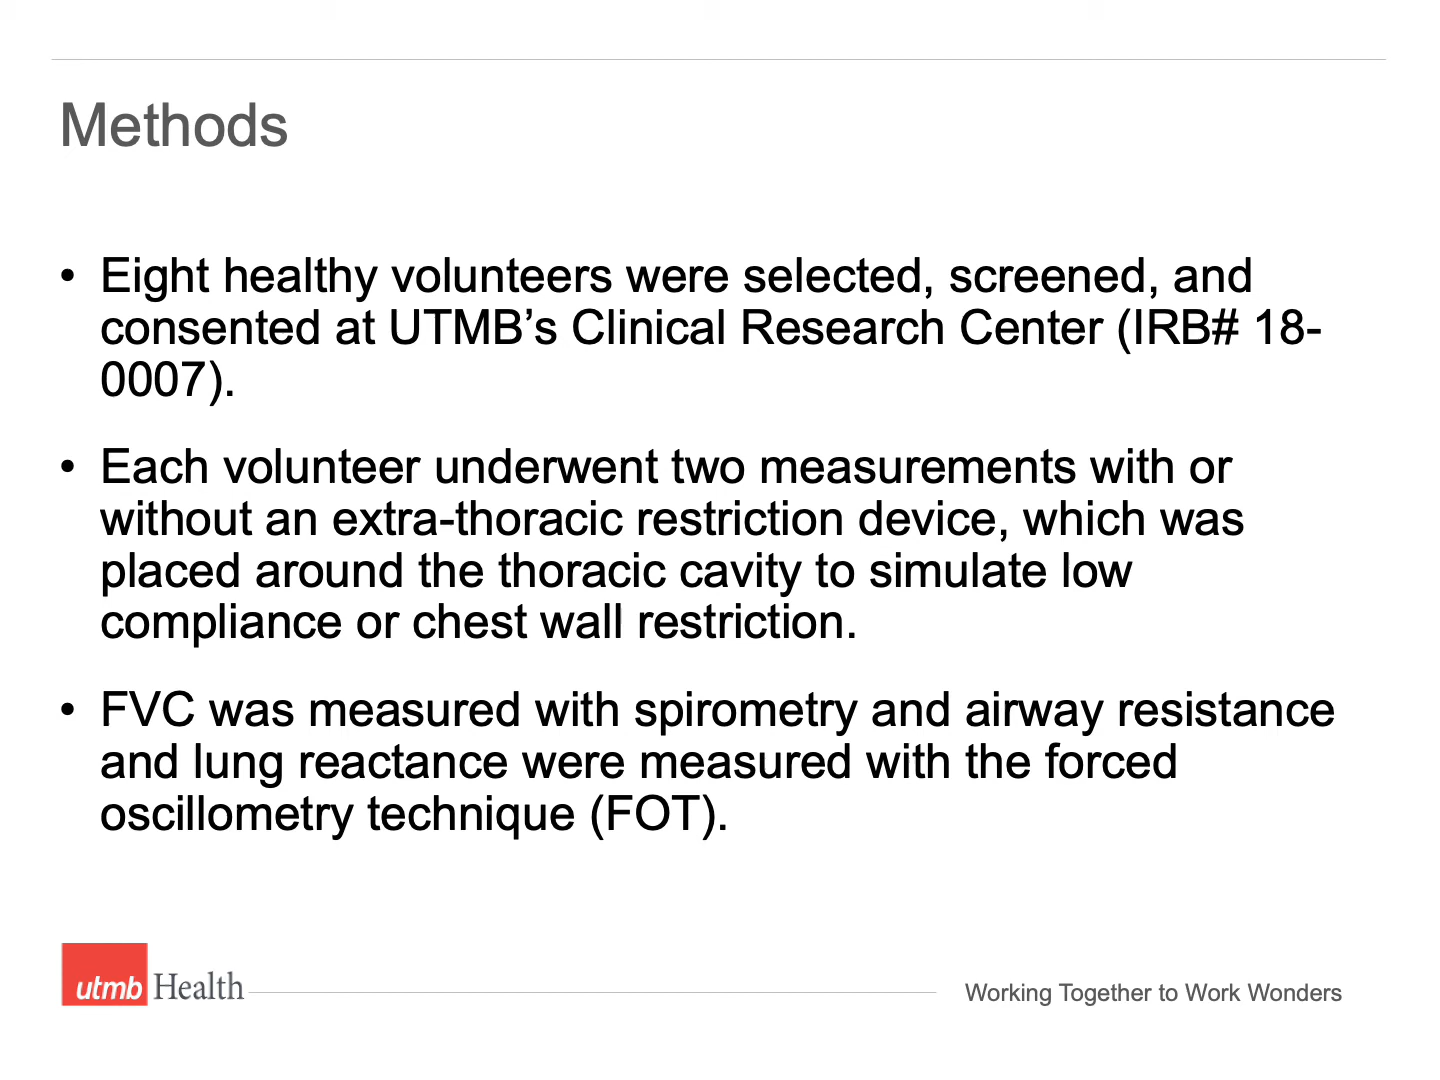 Methods
• Eight healthy volunteers were selected, screened, and
consented at UTMB’s Clinical Research Center (IRB# 18-
0007).
• Each volunteer underwent two measurements with or
without an extra-thoracic restriction device, which was
placed around the thoracic cavity to simulate low
compliance or chest wall restriction.
• FVC was measured with spirometry and airway resistance
and lung reactance were measured with the forced
oscillometry technique (FOT).
utmb Health
Working Together to Work Wonders